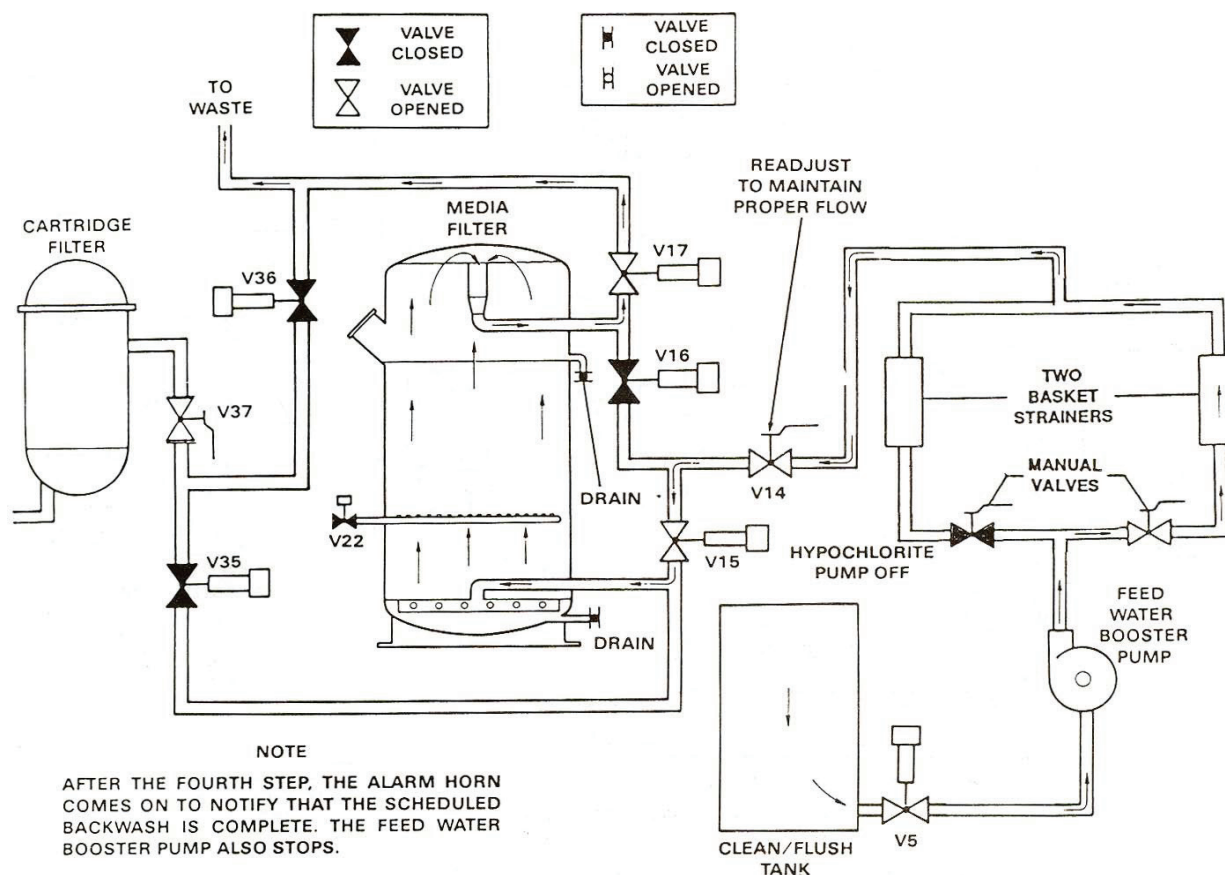 VALVE
CLOSED
VALVE
OPENED
VALVE
CLOSED
VALVE
OPENED
TO
WASTE
READJUST
TO MAINTAIN
PROPER FLOW
CARTRIDGE
FILTER
MEDIA
FILTER
V36
V17
V16
V37
TWO
BASKET
STRAINERS
DRAIN
V14
MANUAL
VALVES
V22
V35
V15
HYPOCHLORITE
PUMP OFF
DRAIN
FEED
WATER
BOOSTER
PUMP
NOTE
AFTER THE FOURTH STEP, THE ALARM HORN
COMES ON TO NOTIFY THAT THE SCHEDULED
BACKWASH IS COMPLETE. THE FEED WATER
BOOSTER PUMP ALSO STOPS.
V5
CLEAN/FLUSH
TANK